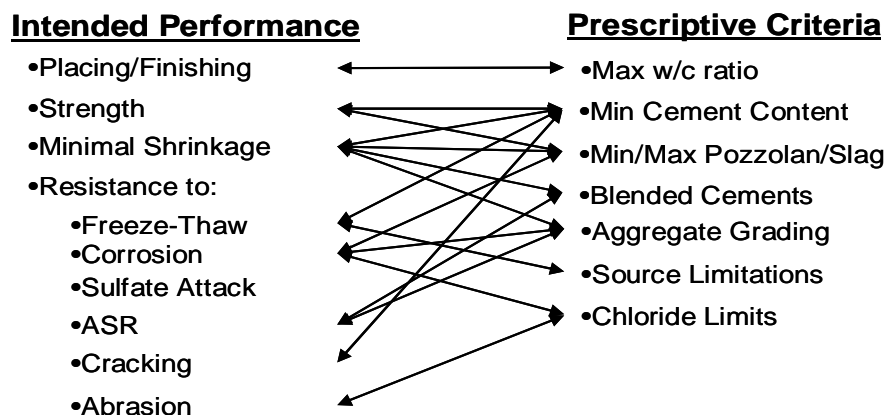 Intended Performance
•Placing/Finishing
•Strength
•Minimal Shrinkage
•Resistance to:
•Freeze-Thaw
•Corrosion
•Sulfate Attack
•ASR
•Cracking
•Abrasion
Prescriptive Criteria
•Max w/c ratio
•Min Cement Content
•Min/Max Pozzolan/Slag
•Blended Cements
•Aggregate Grading
•Source Limitations
•Chloride Limits